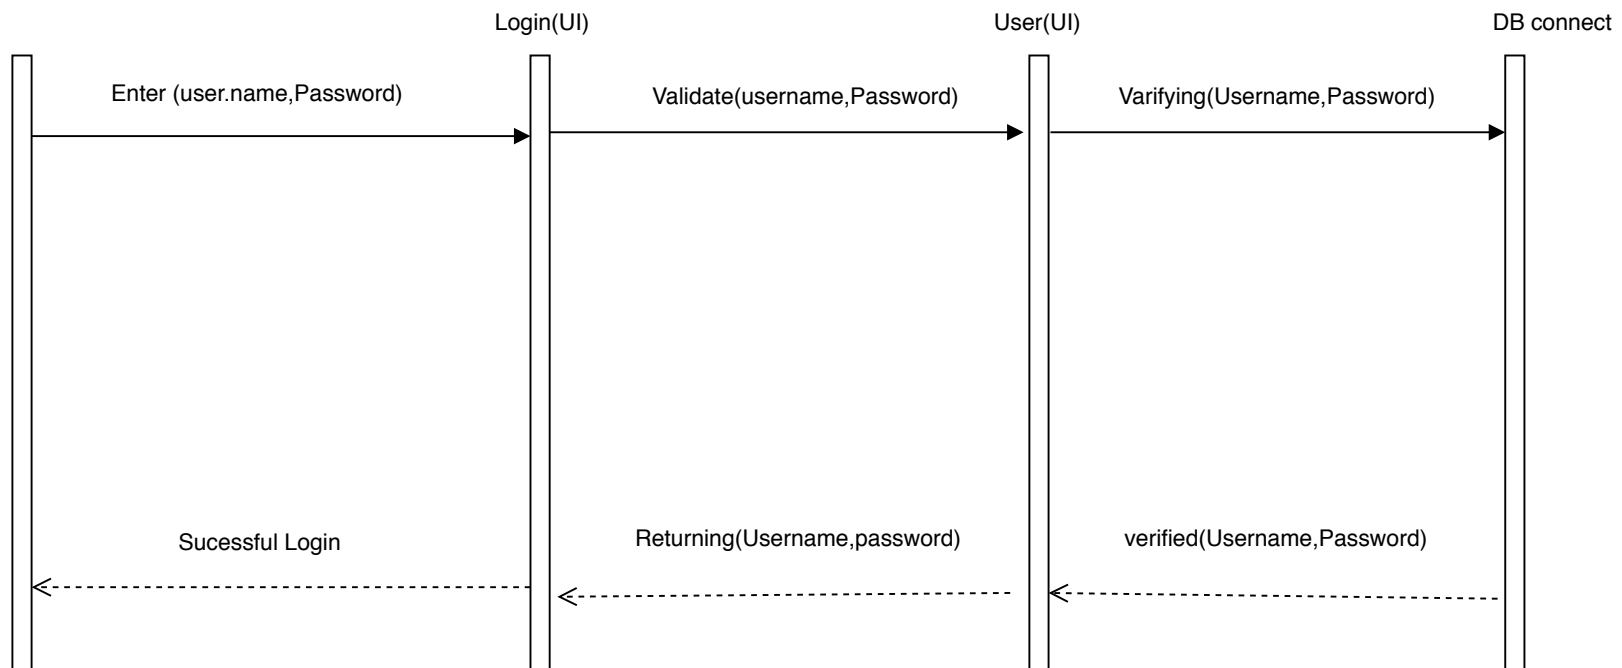 Login(UI)
User(UI)
DB connect
Enter (user.name,Password)
Validate(username,Password)
Varifying(Username,Password)
Sucessful Login
Returning(Username,password)
verified(Username,Password)